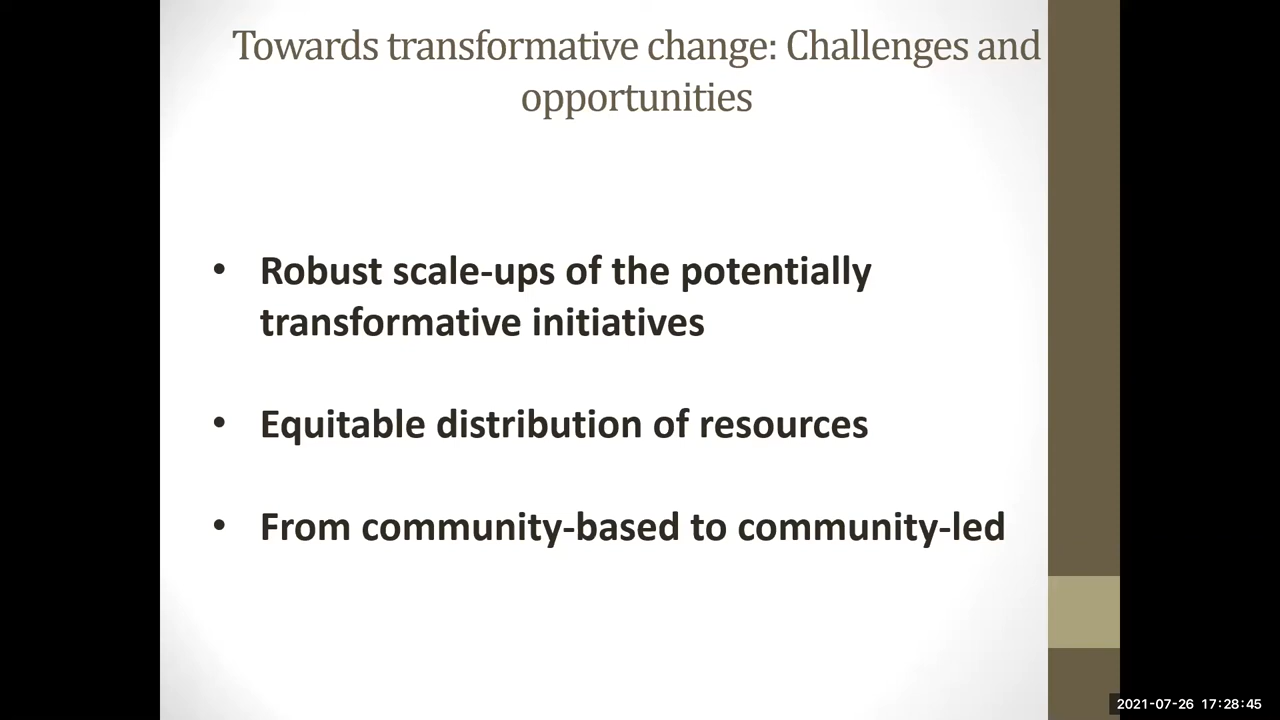 Towards transformative change: Challenges and
opportunities
• Robust scale-ups of the potentially
transformative initiatives
• Equitable distribution of resources
• From community-based to community-led
2021-07-26 17:28:45